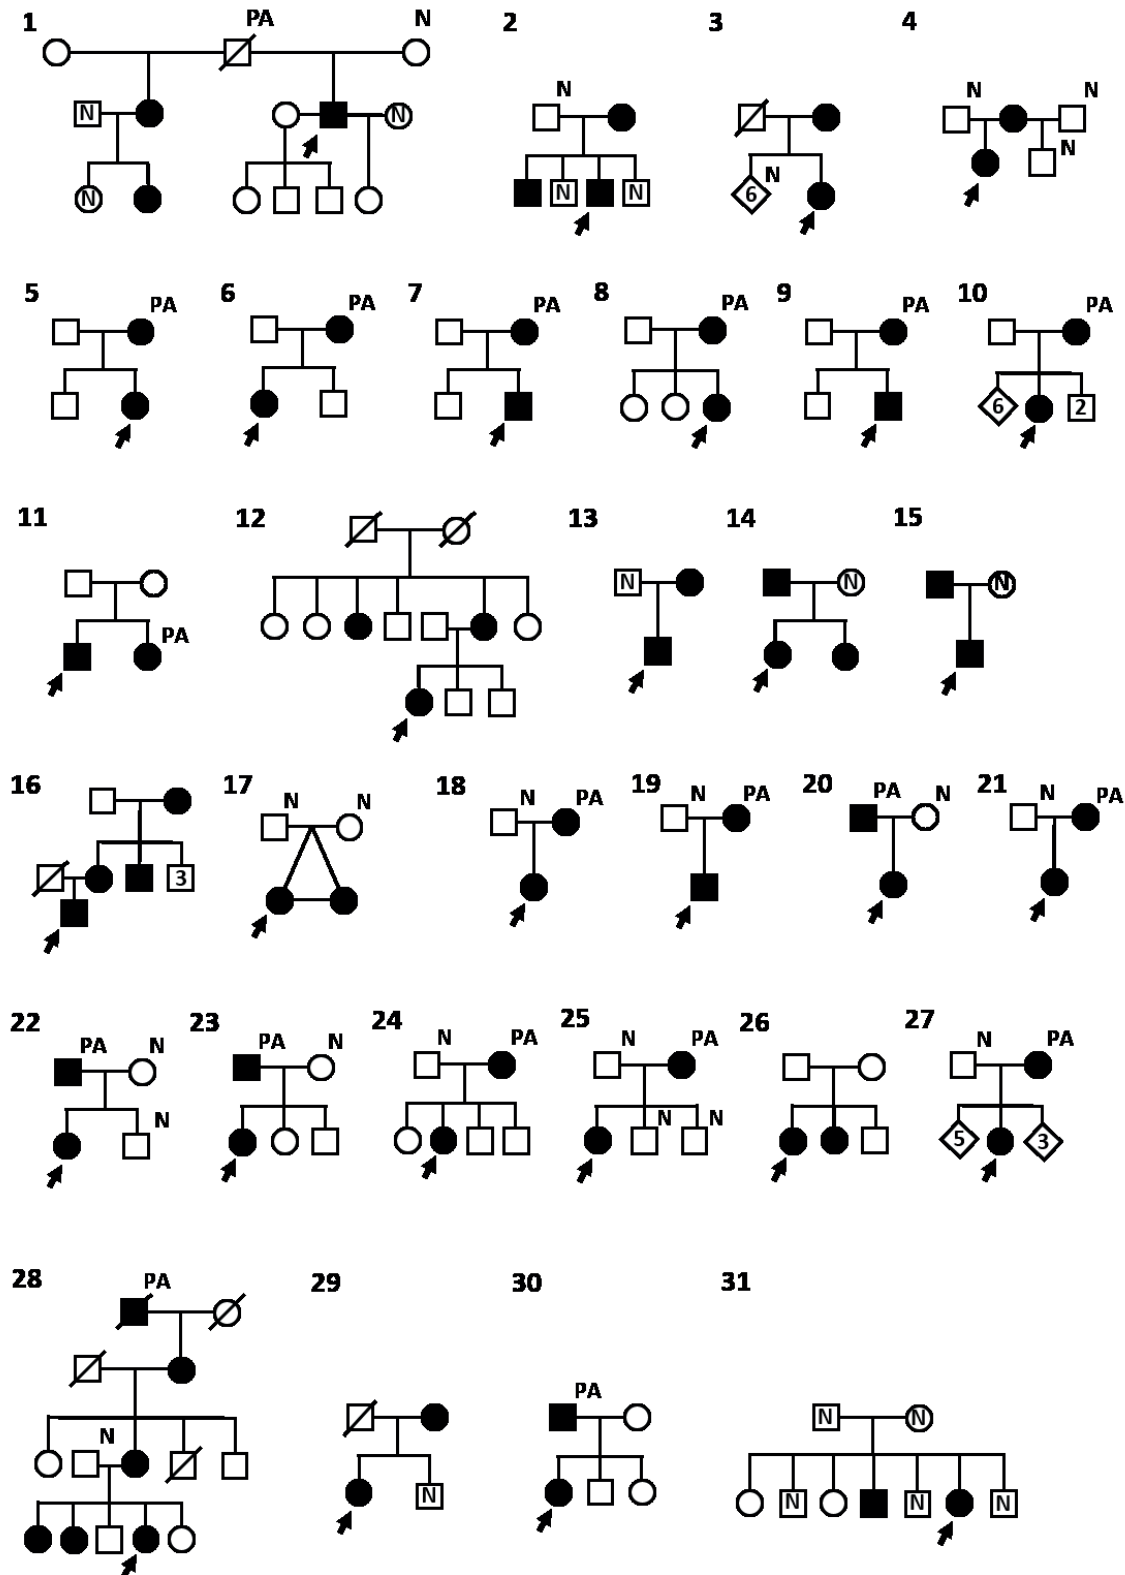 1 PA N 2 3 4
N N N
N N
N N
N N N N
6
5 PA 6 PA 7 PA 8 PA 9 PA 10 PA
6 2
11 12 13 14 15
N N N
PA
16 17 18 19 20 21
N N N PA N PA PA N N PA
3
22 23 24 25 26 27
PA N PA N N PA N PA N PA
N N N
5 3
28 PA 29 30 31
PA N N
N
N N N N